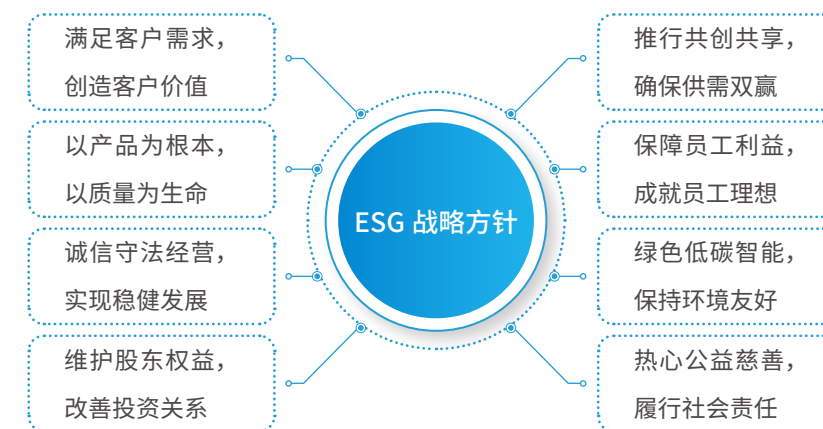 满足客户需求，
创造客户价值
以产品为根本，
以质量为生命
诚信守法经营，
实现稳健发展
维护股东权益，
改善投资关系
ESG 战略方针
推行共创共享，
确保供需双赢
保障员工利益，
成就员工理想
绿色低碳智能，
保持环境友好
热心公益慈善，
履行社会责任